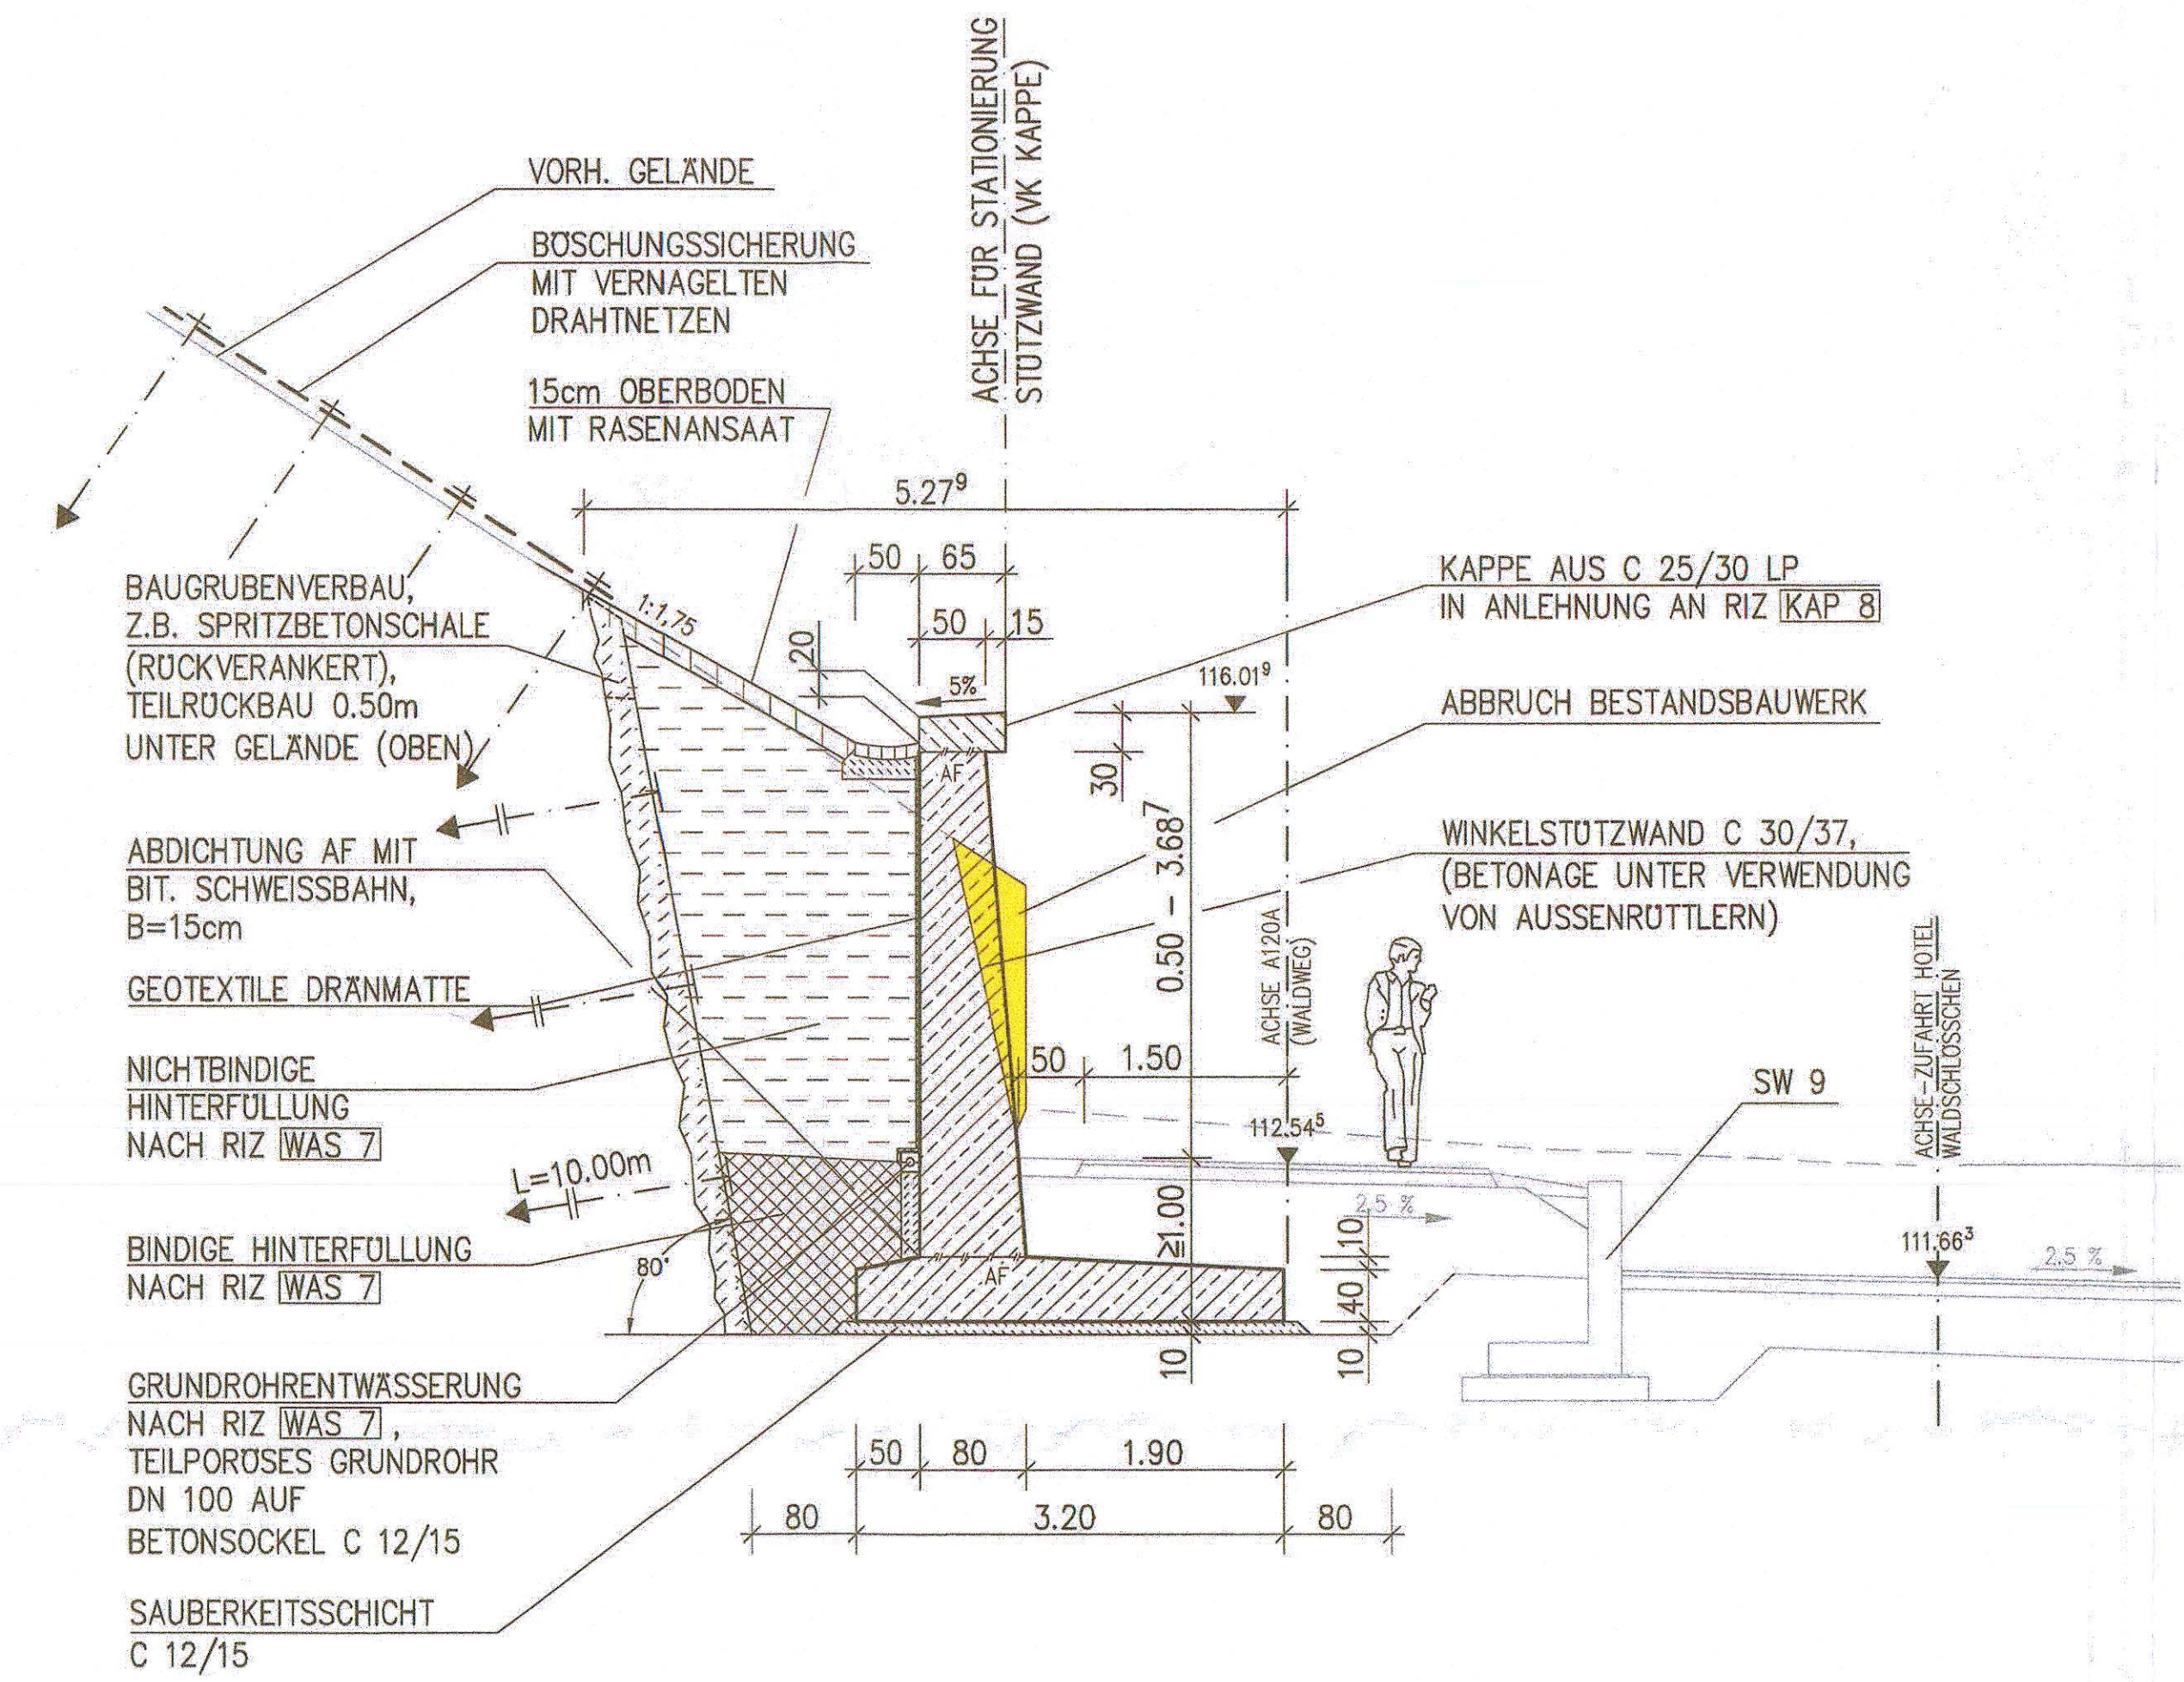 ACHSE FÜR STATIONIERUNG
STÜTZWAND (VK KAPPE)
VORH. GELÄNDE
BÖSCHUNGSSICHERUNG
MIT VERNAGELTEN
DRAHTNETZEN
15cm OBERBODEN
MIT RASENANSAAT
5.27⁹
50 65
50 15
1:1,75
20
5%
116.01⁹
30
KAPPE AUS C 25/30 LP
IN ANLEHNUNG AN RIZ KAP 8
ABBRUCH BESTANDSBAUWERK
WINKELSTÜTZWAND C 30/37,
(BETONAGE UNTER VERWENDUNG
VON AUSSENRÜTTLERN)
BAUGRUBENVERBAU,
Z.B. SPRITZBETONSCHALE
(RÜCKVERANKERT),
TEILRÜCKBAU 0.50m
UNTER GELÄNDE (OBEN)
AF
0.50 - 3.68⁷
ABDICHTUNG AF MIT
BIT. SCHWEISSBAHN,
B=15cm
GEOTEXTILE DRÄNMATTE
ACHSE A120A
(WALDWEG)
ACHSE-ZUFAHRT HOTEL
WALDSCHLÖSSCHEN
NICHTBINDIGE
HINTERFÜLLUNG
NACH RIZ WAS 7
50 1.50
SW 9
112.54⁵
L=10.00m
≥1.00
2.5 %
10
111.66³
2.5 %
BINDIGE HINTERFÜLLUNG
NACH RIZ WAS 7
80°
AF
40
10
10
GRUNDROHRENTWÄSSERUNG
NACH RIZ WAS 7,
TEILPORÖSES GRUNDROHR
DN 100 AUF
BETONSOCKEL C 12/15
50 80 1.90
80 3.20 80
SAUBERKEITSSCHICHT
C 12/15